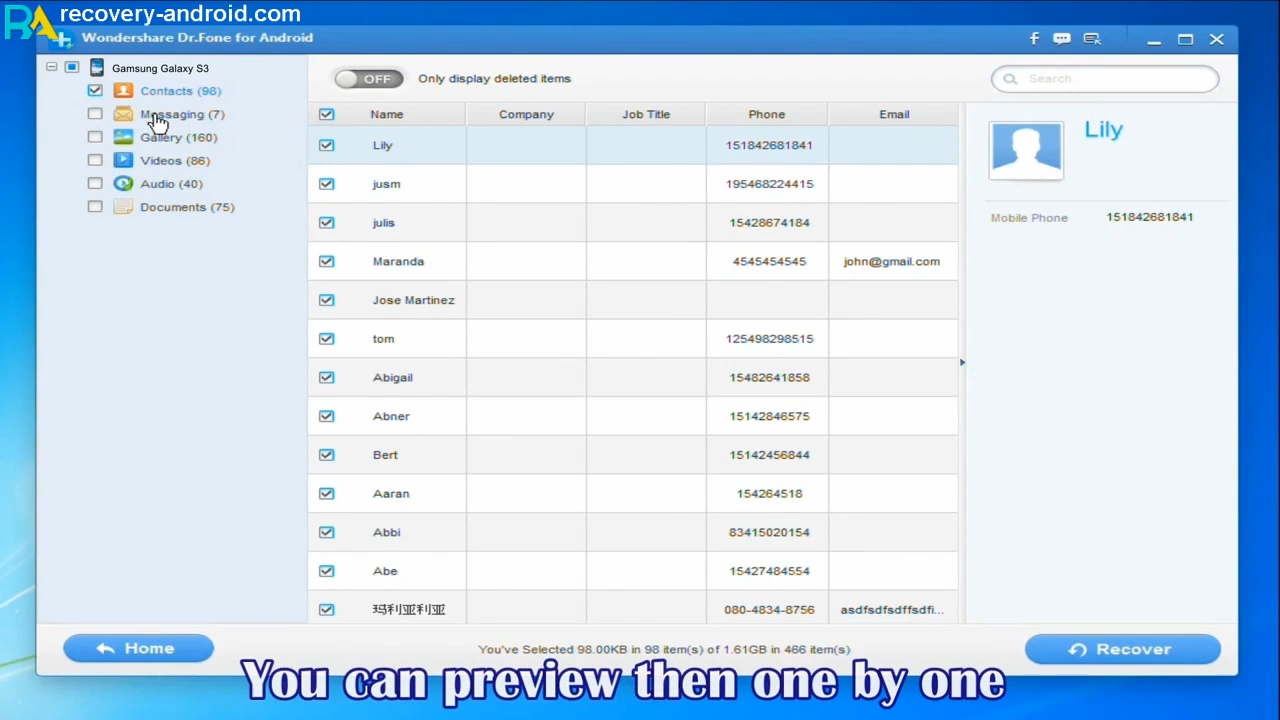 RA recovery-android.com
Wondershare Dr.Fone for Android
Gamsung Galaxy S3
Contacts (98)
Messaging (7)
Gallery (160)
Videos (86)
Audio (40)
Documents (75)
OFF Only display deleted items
Search
Name Company Job Title Phone Email
Lily 151842681841
jusm 195468224415
julis 15428674184
Maranda 4545454545 john@gmail.com
Jose Martinez
tom 125498298515
Abigail 15482641858
Abner 15142846575
Bert 15142456844
Aaran 154264518
Abbi 83415020154
Abe 15427484554
玛利亚利亚 080-4834-8756 asdfsdfsdffsdfi...
Lily
Mobile Phone 151842681841
Home
You've Selected 98.00KB in 98 item(s) of 1.61GB in 466 item(s)
Recover
You can preview then one by one